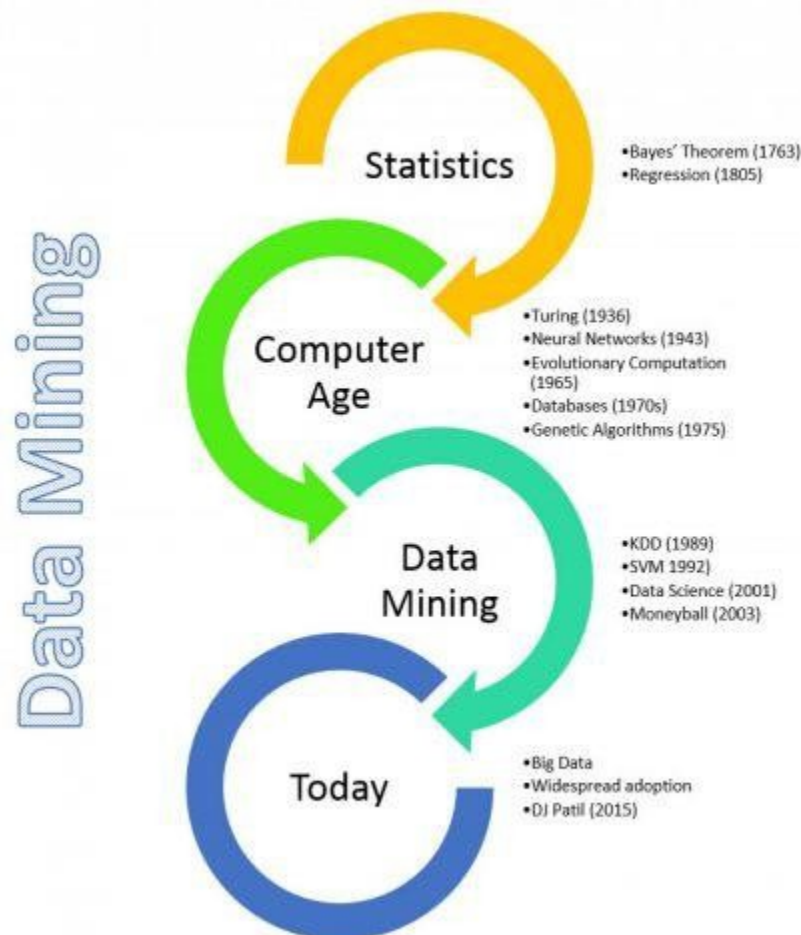 Data Mining
Statistics
•Bayes' Theorem (1763)
•Regression (1805)
Computer
Age
•Turing (1936)
•Neural Networks (1943)
•Evolutionary Computation
(1965)
•Databases (1970s)
•Genetic Algorithms (1975)
Data
Mining
•KDD (1989)
•SVM 1992)
•Data Science (2001)
•Moneyball (2003)
Today
•Big Data
•Widespread adoption
•DJ Patil (2015)